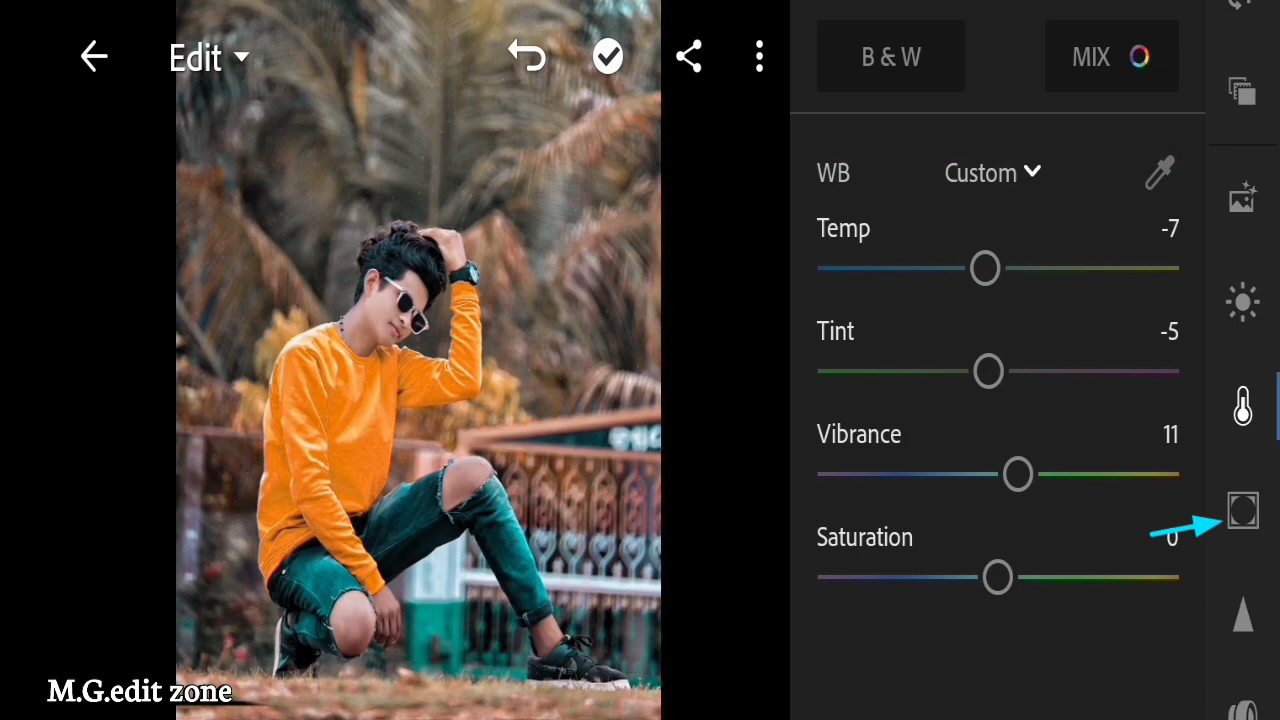 Edit
B & W
MIX
WB
Custom
Temp
-7
Tint
-5
Vibrance
11
Saturation
0
M.G.edit zone